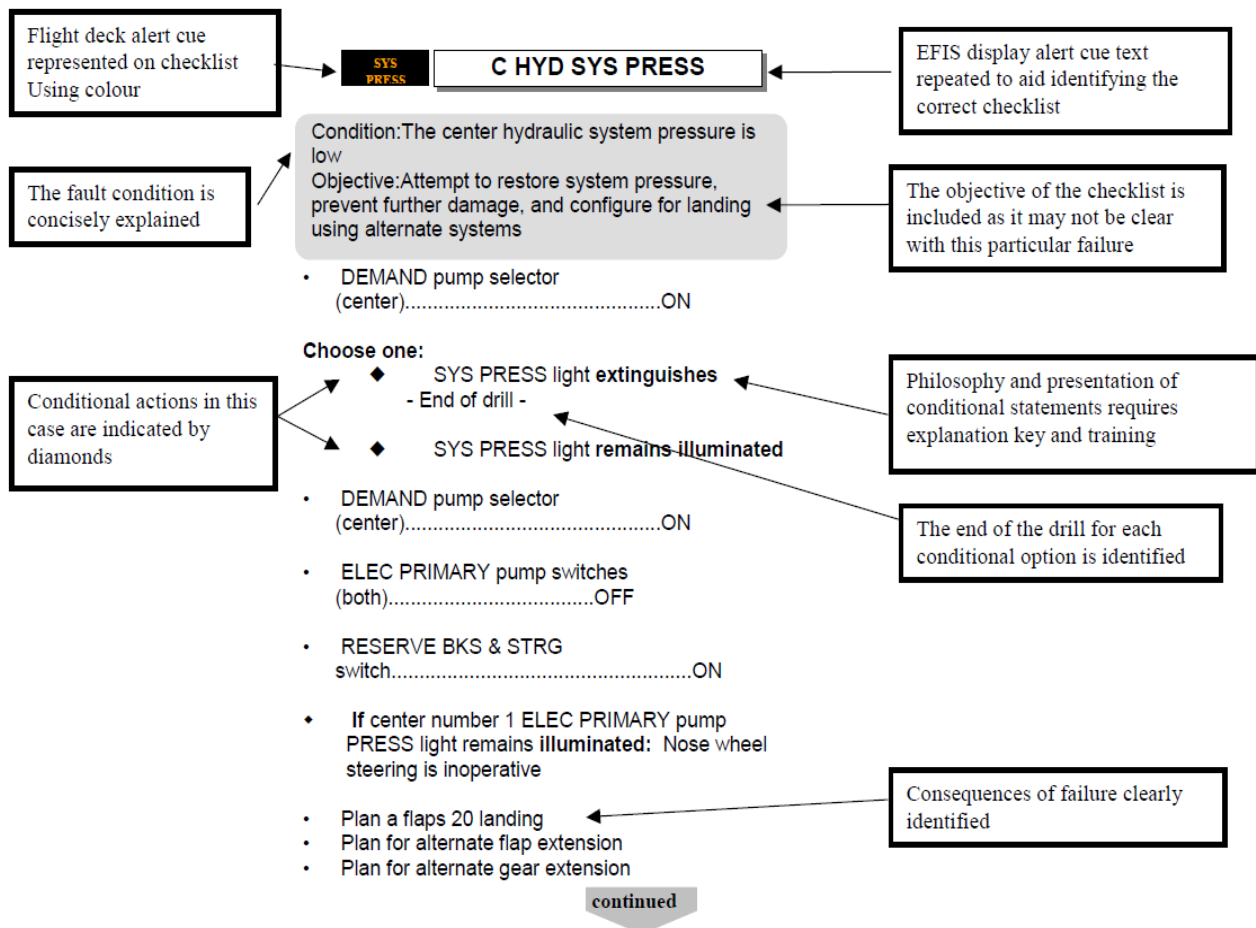 Flight deck alert cue
represented on checklist
Using colour
SYS
PRESS
C HYD SYS PRESS
EFIS display alert cue text
repeated to aid identifying the
correct checklist
Condition:The center hydraulic system pressure is
low
Objective:Attempt to restore system pressure,
prevent further damage, and configure for landing
using alternate systems
The fault condition is
concisely explained
The objective of the checklist is
included as it may not be clear
with this particular failure
• DEMAND pump selector
(center)...............................................ON
Choose one:
◆ SYS PRESS light extinguishes
- End of drill -
◆ SYS PRESS light remains illuminated
Conditional actions in this
case are indicated by
diamonds
Philosophy and presentation of
conditional statements requires
explanation key and training
• DEMAND pump selector
(center)...............................................ON
The end of the drill for each
conditional option is identified
• ELEC PRIMARY pump switches
(both)......................................OFF
• RESERVE BKS & STRG
switch.......................................................ON
◆ If center number 1 ELEC PRIMARY pump
PRESS light remains illuminated: Nose wheel
steering is inoperative
• Plan a flaps 20 landing
• Plan for alternate flap extension
• Plan for alternate gear extension
Consequences of failure clearly
identified
continued